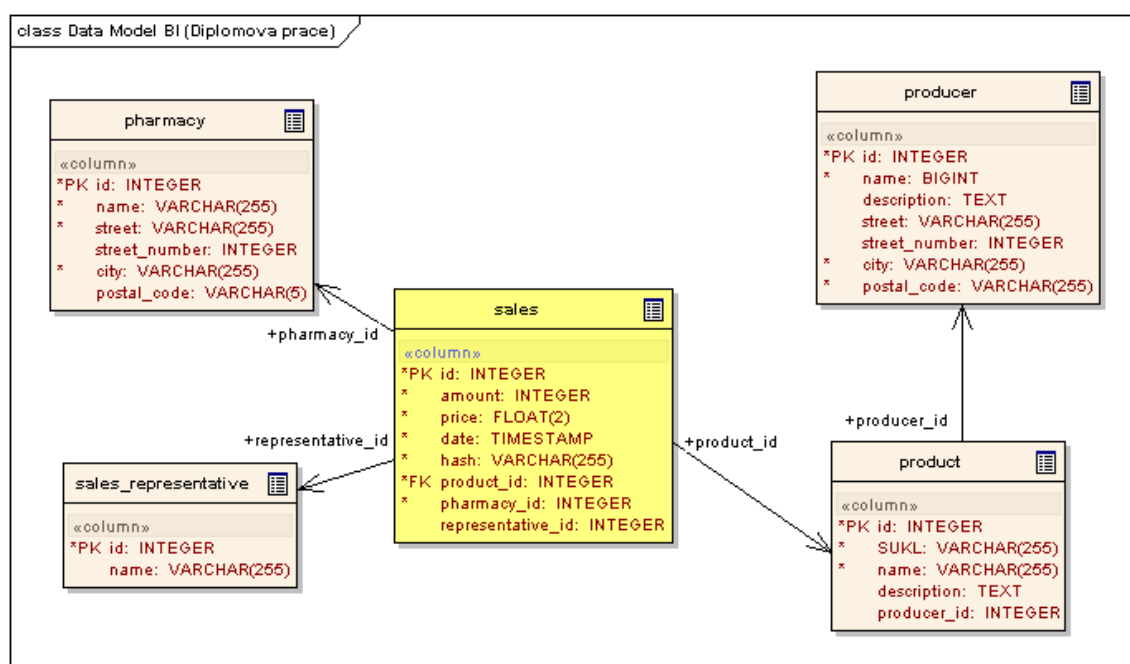 class Data Model BI (Diplomova prace)
pharmacy
«column»
*PK id: INTEGER
* name: VARCHAR(255)
* street: VARCHAR(255)
street_number: INTEGER
* city: VARCHAR(255)
postal_code: VARCHAR(5)
producer
«column»
*PK id: INTEGER
* name: BIGINT
description: TEXT
street: VARCHAR(255)
street_number: INTEGER
* city: VARCHAR(255)
* postal_code: VARCHAR(255)
+pharmacy_id
sales
«column»
*PK id: INTEGER
* amount: INTEGER
* price: FLOAT(2)
* date: TIMESTAMP
* hash: VARCHAR(255)
*FK product_id: INTEGER
* pharmacy_id: INTEGER
representative_id: INTEGER
+representative_id
+product_id
+producer_id
sales_representative
«column»
*PK id: INTEGER
name: VARCHAR(255)
product
«column»
*PK id: INTEGER
* SUKL: VARCHAR(255)
* name: VARCHAR(255)
description: TEXT
producer_id: INTEGER